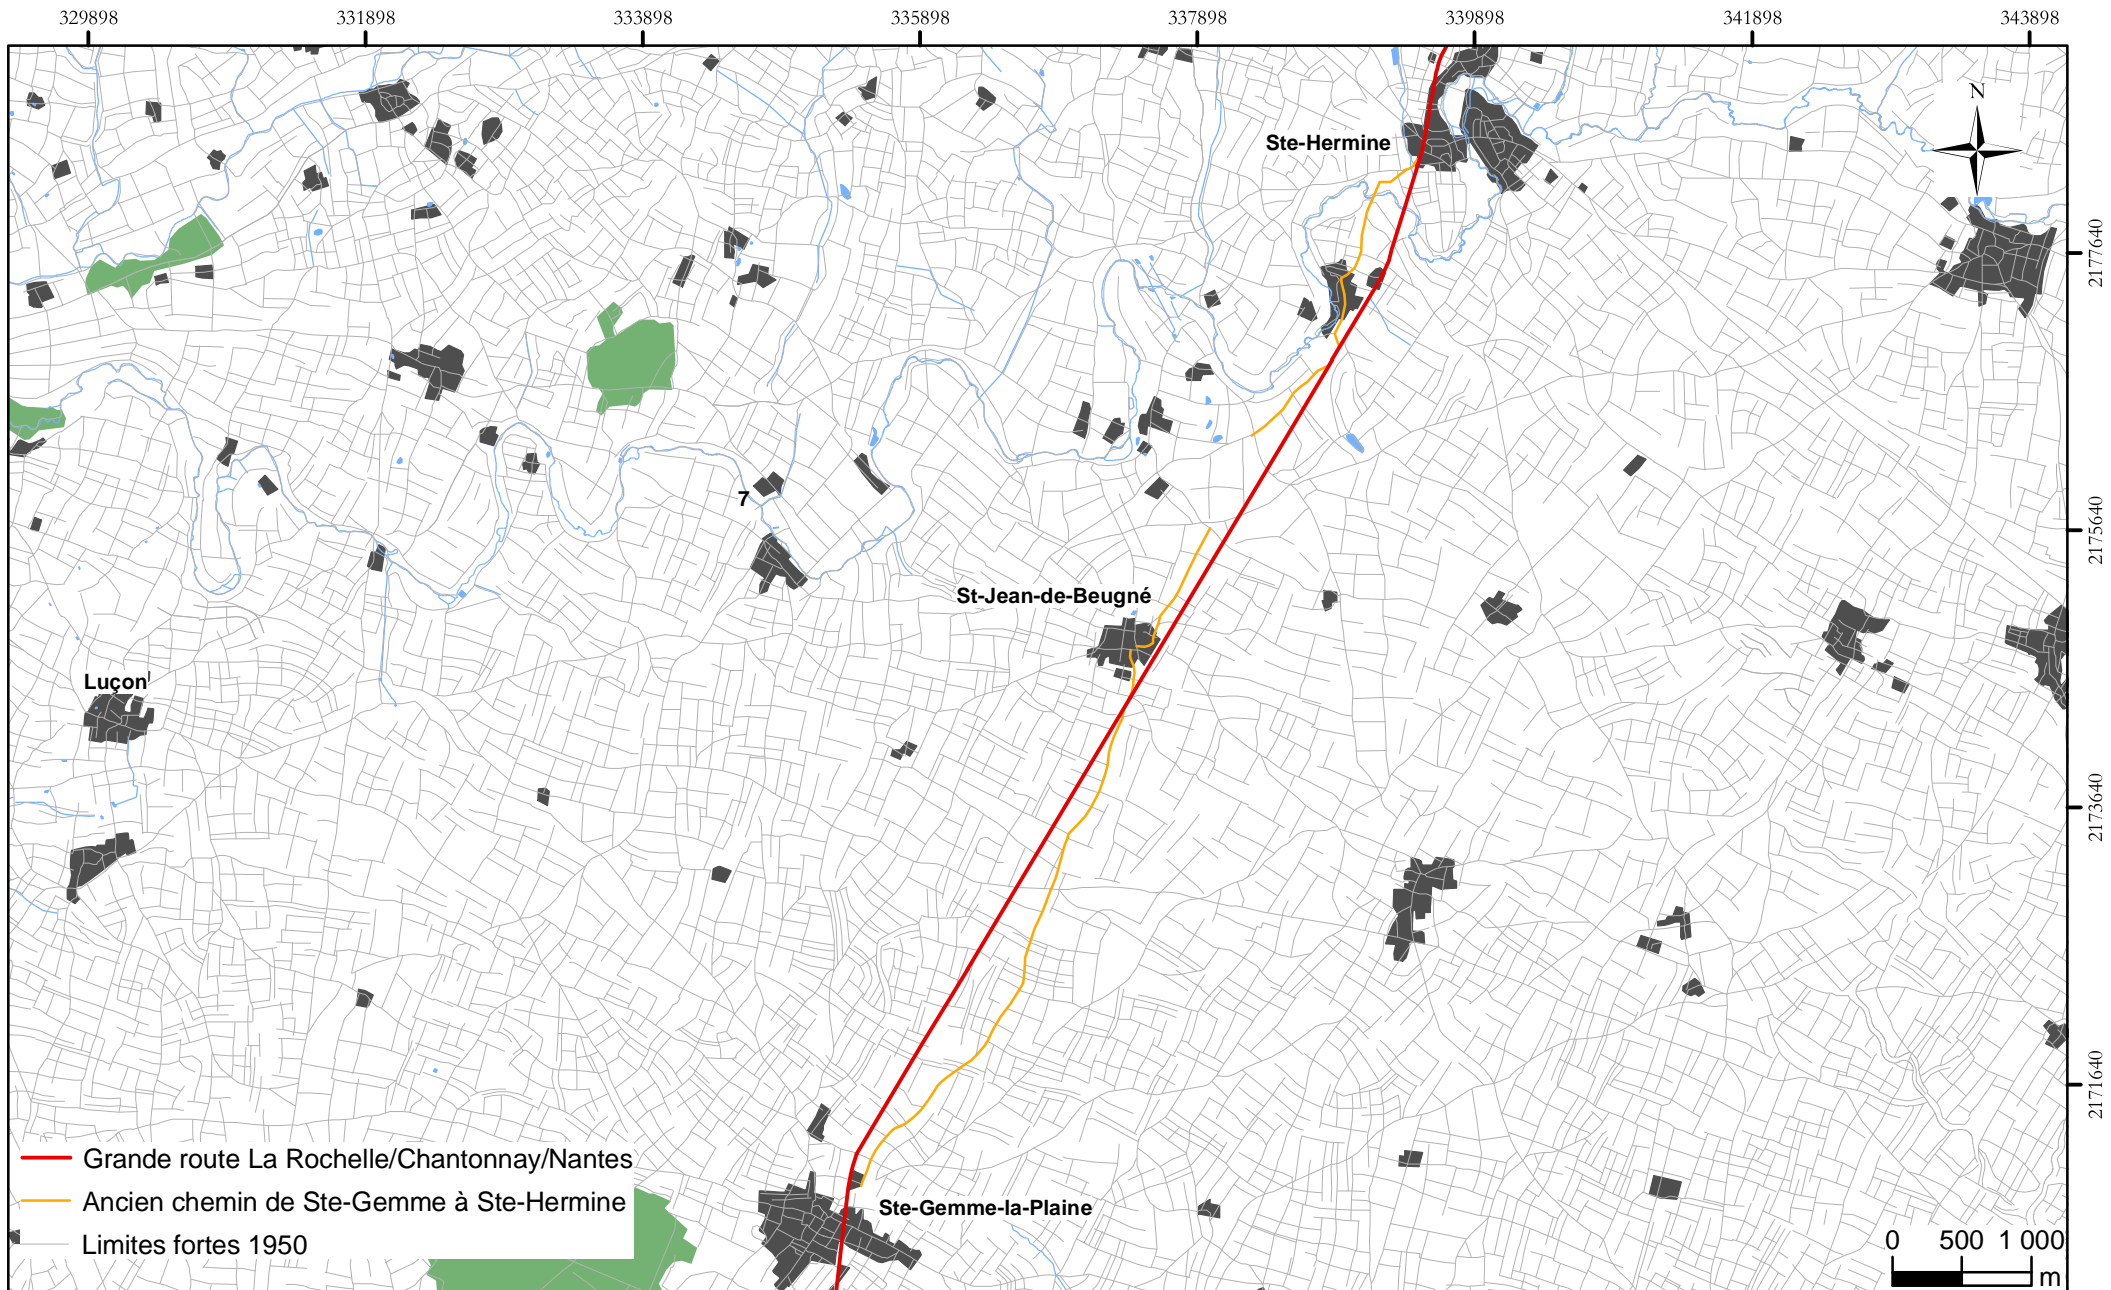 329898 331898 333898 335898 337898 339898 341898 343898
N
Ste-Hermine
2177640
7
2175640
St-Jean-de-Beugné
Luçon
2173640
2171640
Grande route La Rochelle/Chantonnay/Nantes
Ancien chemin de Ste-Gemme à Ste-Hermine
Ste-Gemme-la-Plaine
Limites fortes 1950
0 500 1 000
m